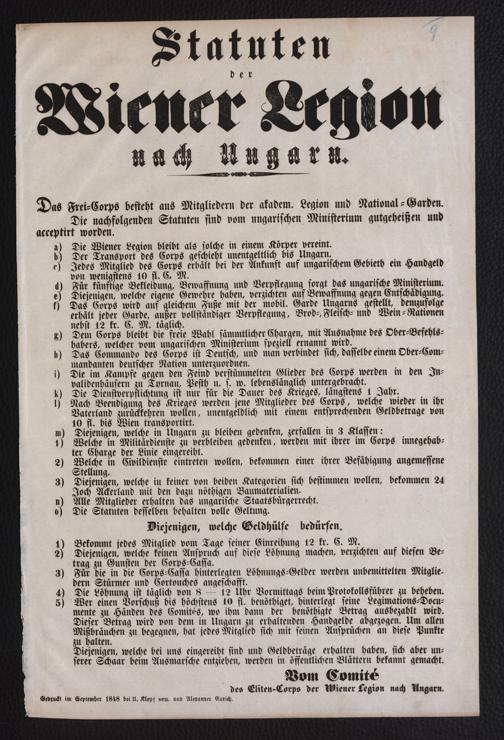 9
Statuten
der
Wiener Legion
nach Ungarn.
Das Frei-Corps besteht aus Mitgliedern der akadem. Legion und National-Garden.
Die nachfolgenden Statuten sind vom ungarischen Ministerium gutgeheißen und
acceptirt worden.
a) Die Wiener Legion bleibt als solche in einem Körper vereint.
b) Der Transport des Corps geschieht unentgeltlich bis Ungarn.
c) Jedes Mitglied des Corps erhält bei der Ankunft auf ungarischem Gebieth ein Handgeld
von wenigstens 10 fl. C. M.
d) Für künftige Bekleidung, Bewaffnung und Verpflegung sorgt das ungarische Ministerium.
e) Diejenigen, welche eigene Gewehre haben, verzichten auf Bewaffnung gegen Entschädigung.
f) Das Corps wird auf gleichem Fuße mit der mobil. Garde Ungarns gestellt, demzufolge
erhält jeder Garde, außer vollständiger Verpflegung, Brod-, Fleisch- und Wein-Rationen
nebst 12 kr. C. M. täglich.
g) Dem Corps bleibt die freie Wahl sämmtlicher Chargen, mit Ausnahme des Ober-Befehls-
habers, welcher vom ungarischen Ministerium speziell ernannt wird.
h) Das Commando des Corps ist Deutsch, und man verbindet sich, dasselbe einem Ober-Com-
mandanten deutscher Nation unterzuordnen.
i) Die im Kampfe gegen den Feind verstümmelten Glieder des Corps werden in den In-
validenhäusern zu Tornau, Pesth u. s. w. lebenslänglich untergebracht.
k) Die Dienstverpflichtung ist nur für die Dauer des Krieges, längstens 1 Jahr.
l) Nach Beendigung des Krieges werden jene Mitglieder des Corps, welche wieder in ihr
Vaterland zurückkehren wollen, unentgeldlich mit einem entsprechenden Geldbetrage von
10 fl. bis Wien transportirt.
m) Diejenigen, welche in Ungarn zu bleiben gedenken, zerfallen in 3 Klassen:
1) Welche in Militärdienste zu verbleiben gedenken, werden mit ihrer im Corps innegehab-
ter Charge der Linie eingereiht.
2) Welche in Civildienste eintreten wollen, bekommen einer ihrer Befähigung angemessene
Stellung.
3) Diejenigen, welche in keiner von beiden Kategorien sich bestimmen wollen, bekommen 24
Joch Ackerland mit den dazu nöthigen Baumaterialien.
n) Alle Mitglieder erhalten das ungarische Staatsbürgerrecht.
o) Die Statuten desselben behalten volle Geltung.
Diejenigen, welche Geldhülfe bedürfen.
1) Bekommt jedes Mitglied vom Tage seiner Einreihung 12 kr. C. M.
2) Diejenigen, welche keinen Anspruch auf diese Löhnung machen, verzichten auf diesen Be-
trag zu Gunsten der Corps-Cassa.
3) Für die in die Corps-Cassa hinterlegten Löhnungs-Gelder werden unbemittelten Mitglie-
dern Stürmer und Cortouches angeschafft.
4) Die Löhnung ist täglich von 8 — 12 Uhr Vormittags beim Protokollsführer zu beheben.
5) Wer einen Vorschuß bis höchstens 10 fl. benöthiget, hinterlegt seine Legimations-Docu-
mente zu Händen des Comités, wo ihm dann der benöthigte Betrag ausbezahlt wird.
Dieser Betrag wird von dem in Ungarn zu erhaltenden Handgelde abgezogen. Um allen
Mißbräuchen zu begegnen, hat jedes Mitglied sich mit seinen Ansprüchen an diese Punkte
zu halten.
Diejenigen, welche bei uns eingereiht sind und Geldbeträge erhalten haben, sich aber un-
serer Schaar beim Ausmarsche entziehen, werden in öffentlichen Blättern bekannt gemacht.
Vom Comité
des Eliten-Corps der Wiener Legion nach Ungarn.
Gedruckt im September 1848 bei U. Klopf sen. und Alexander Eurich.